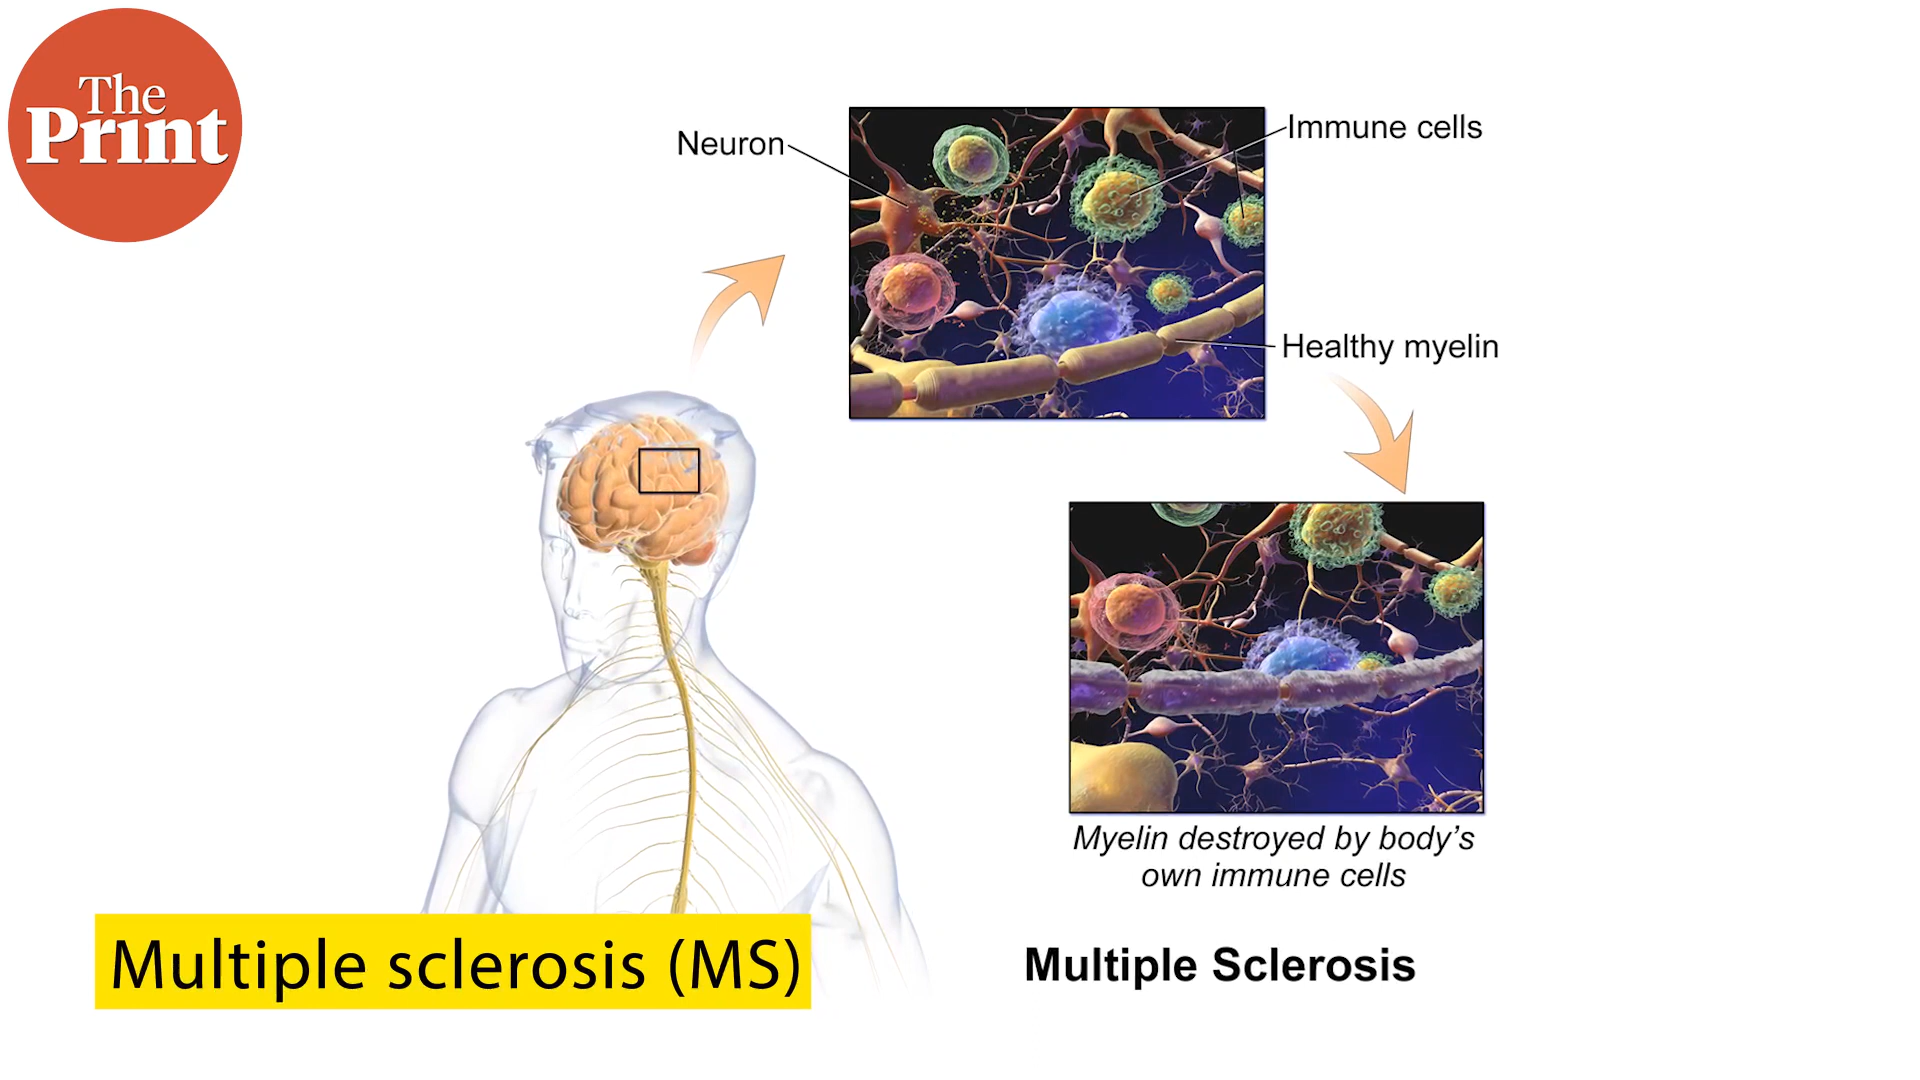 The
Print
Neuron
Immune cells
Healthy myelin
Myelin destroyed by body’s
own immune cells
Multiple sclerosis (MS)
Multiple Sclerosis